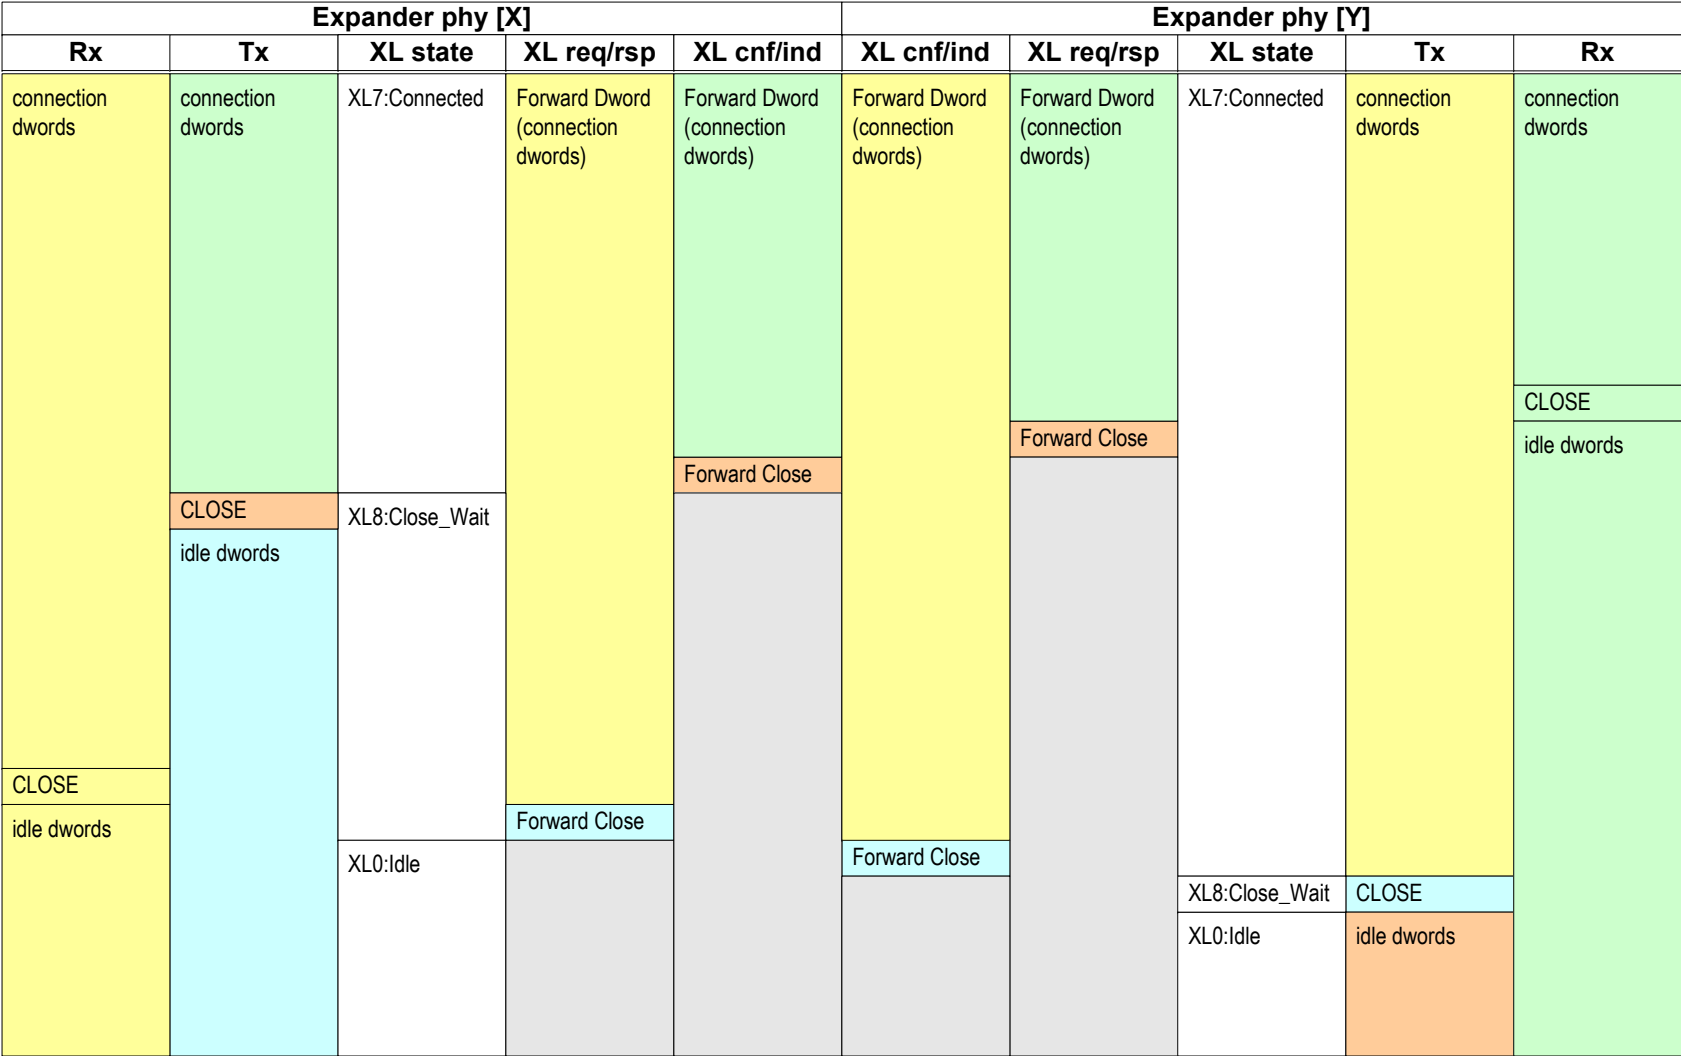 Expander phy [X] Expander phy [Y]
Rx Tx XL state XL req/rsp XL cnf/ind XL cnf/ind XL req/rsp XL state Tx Rx
connection connection XL7:Connected Forward Dword Forward Dword Forward Dword Forward Dword XL7:Connected connection connection
dwords dwords (connection (connection (connection (connection dwords dwords
dwords) dwords) dwords) dwords)
CLOSE
Forward Close idle dwords
Forward Close
CLOSE XL8:Close_Wait
idle dwords
CLOSE
idle dwords Forward Close
XL0:Idle Forward Close
XL8:Close_Wait CLOSE
XL0:Idle idle dwords